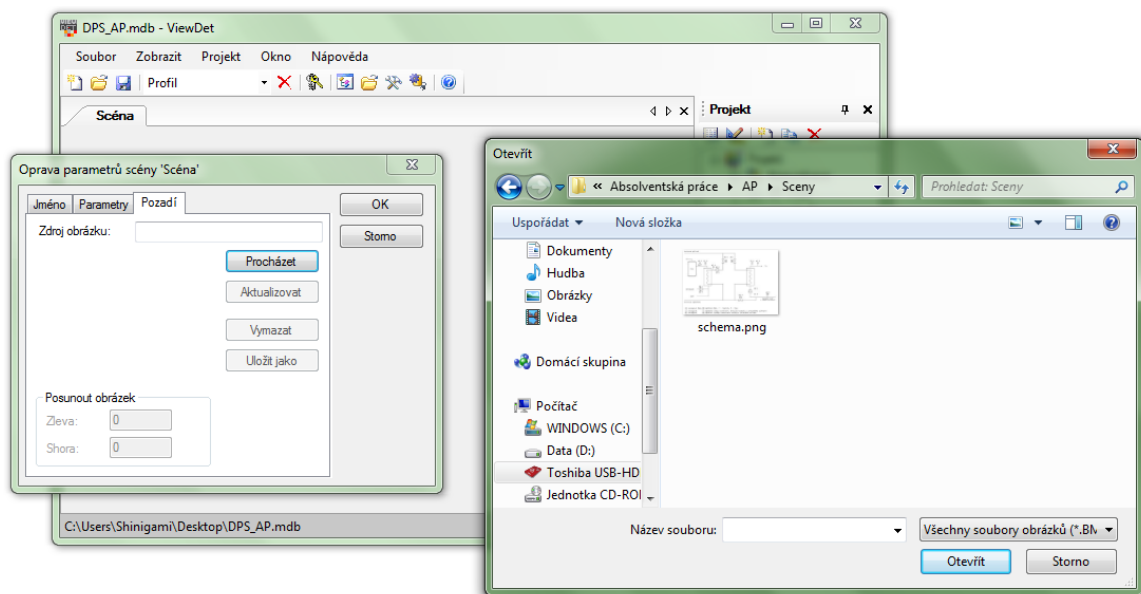 DPS_AP.mdb - ViewDet
Soubor Zobrazit Projekt Okno Nápověda
Profil
Scéna
Projekt
Oprava parametrů scény 'Scéna'
Jméno Parametry Pozadí
Zdroj obrázku:
Procházet
Aktualizovat
Vymazat
Uložit jako
Posunout obrázek
Zleva: 0
Shora: 0
OK
Storno
C:\Users\Shinigami\Desktop\DPS_AP.mdb
Otevřít
« Absolventská práce AP Sceny
Prohledat: Sceny
Uspořádat Nová složka
Dokumenty
Hudba
Obrázky
Videa
Domácí skupina
Počítač
WINDOWS (C:)
Data (D:)
Toshiba USB-HD
Jednotka CD-RO
schema.png
Název souboru:
Všechny soubory obrázků (*.BM
Otevřít Storno